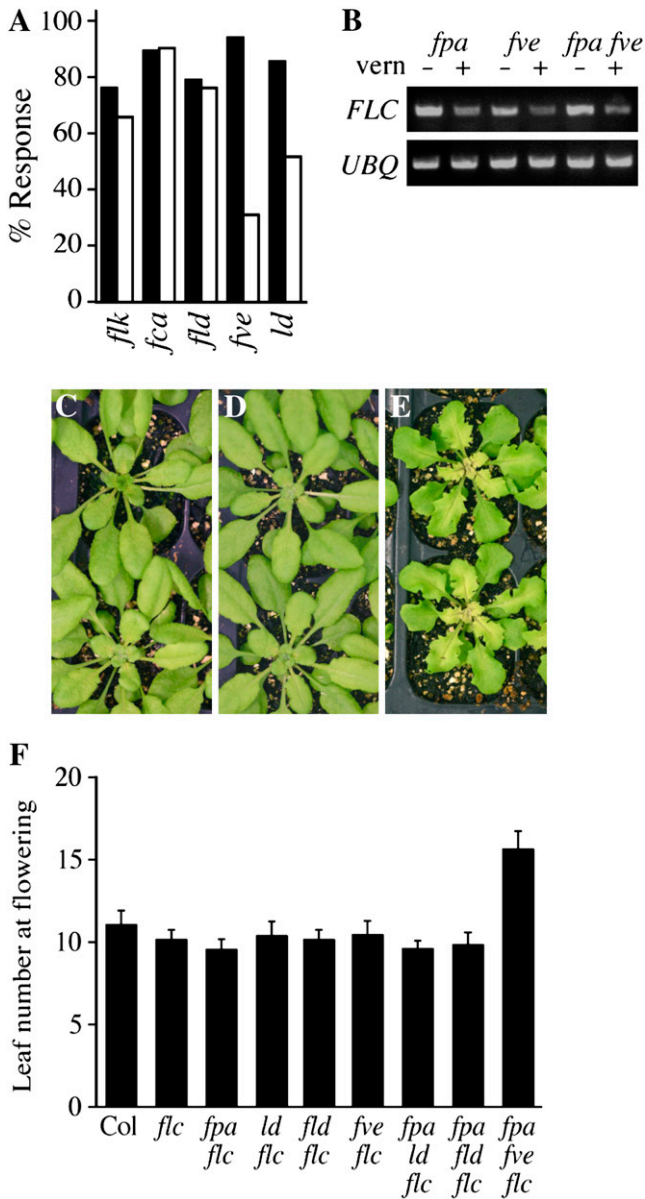 A
100
80
60
40
20
0
% Response
flk fca fld fve ld
B
fpa fve fpa fve
vern – + – + – +
FLC
UBQ
C D E
F
20
15
10
5
0
Leaf number at flowering
Col flc fpa ld fld fve fpa fpa fpa
flc flc flc flc ld fld fve
flc flc flc